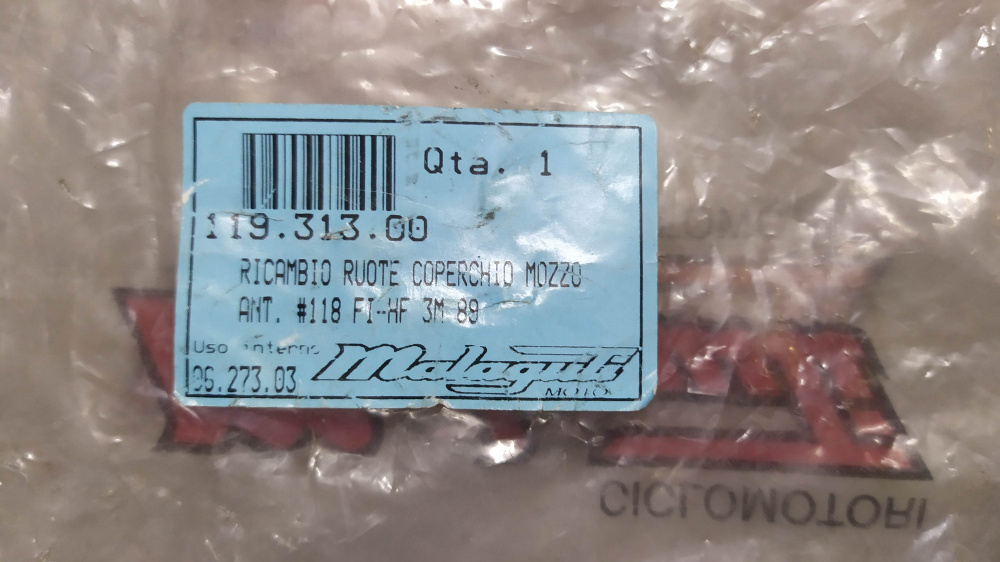 Qta. 1
119.313.00
RICAMBIO RUOTE COPERCHIO MOZZO
ANT. #118 FI-HF 3M 89
Uso interno
06.273.03
Malaguti
MOTO
CICLOMOTORI